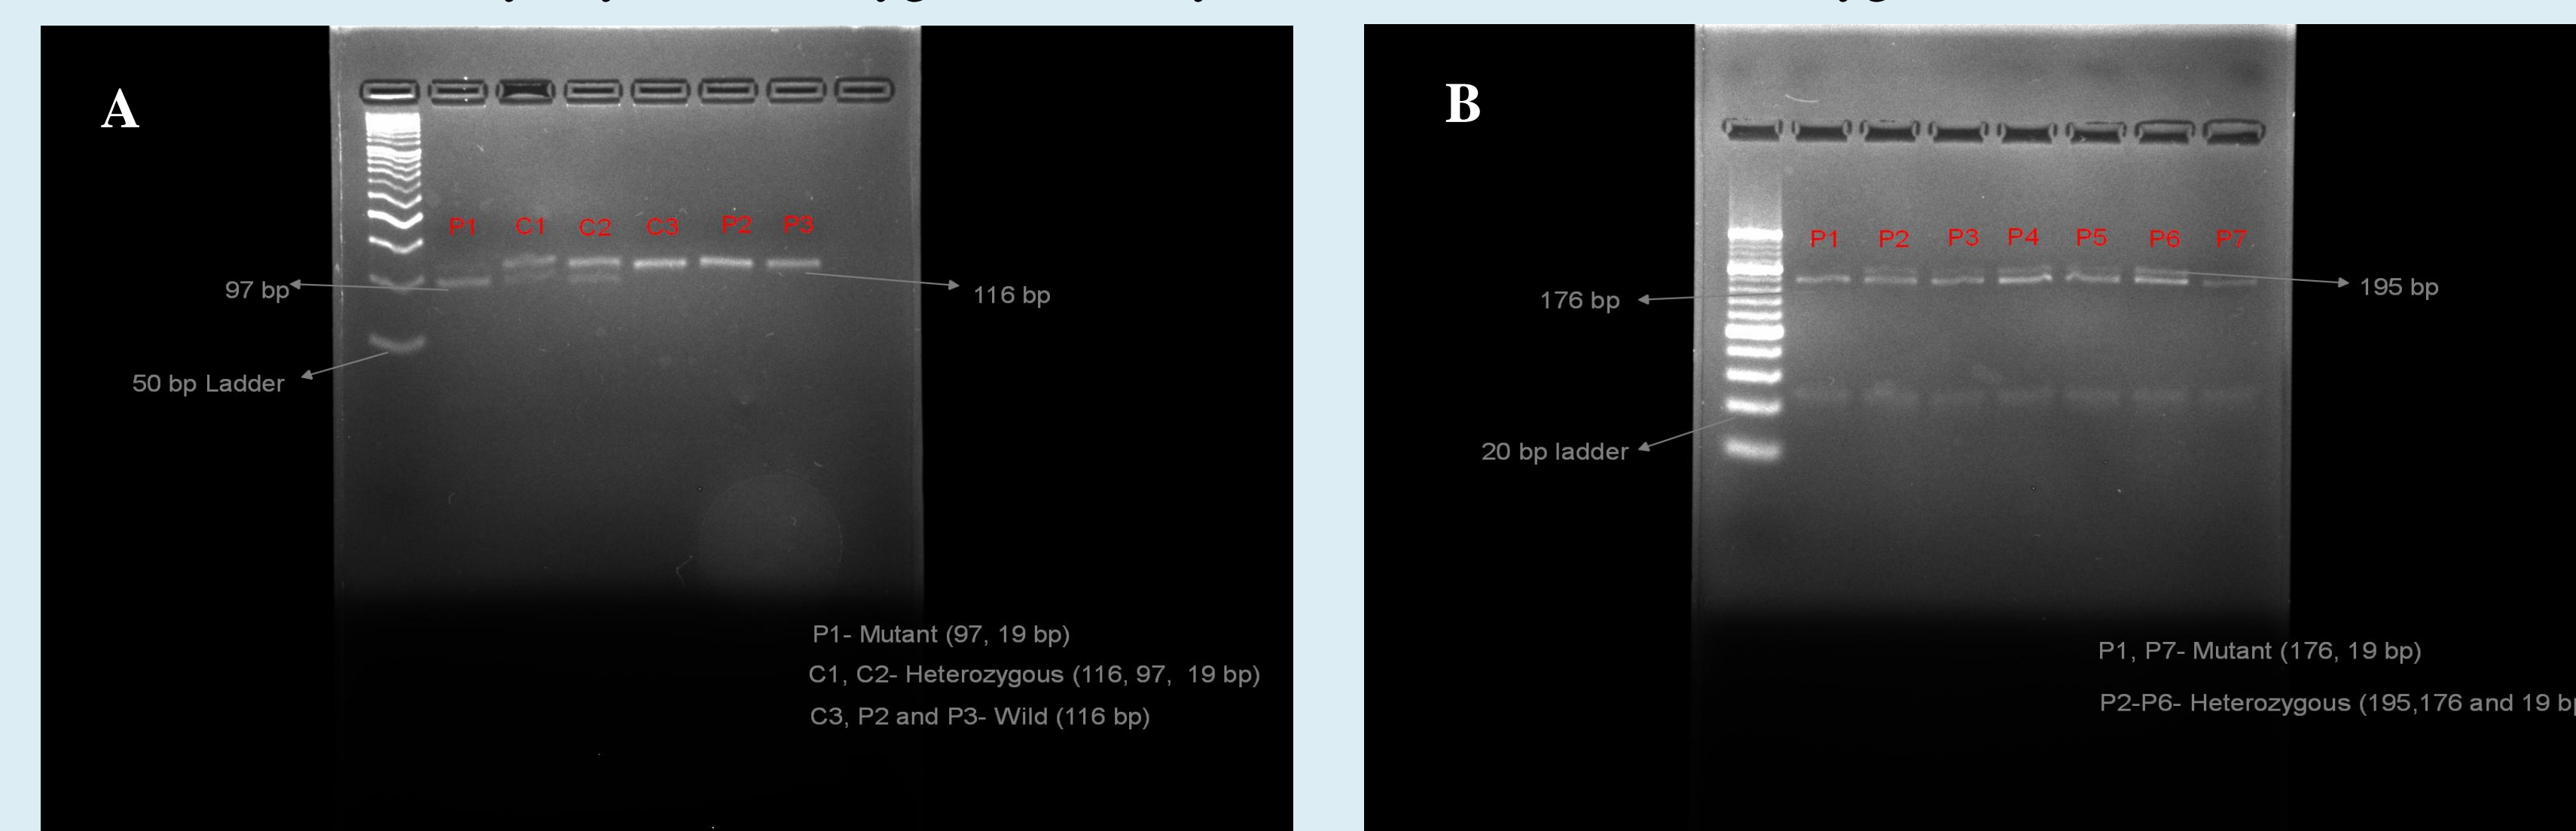 A
P1 C1 C2 C3 P2 P3
97 bp
116 bp
50 bp Ladder
P1- Mutant (97, 19 bp)
C1, C2- Heterozygous (116, 97, 19 bp)
C3, P2 and P3- Wild (116 bp)
B
P1 P2 P3 P4 P5 P6 P7
176 bp
195 bp
20 bp ladder
P1, P7- Mutant (176, 19 bp)
P2-P6- Heterozygous (195,176 and 19